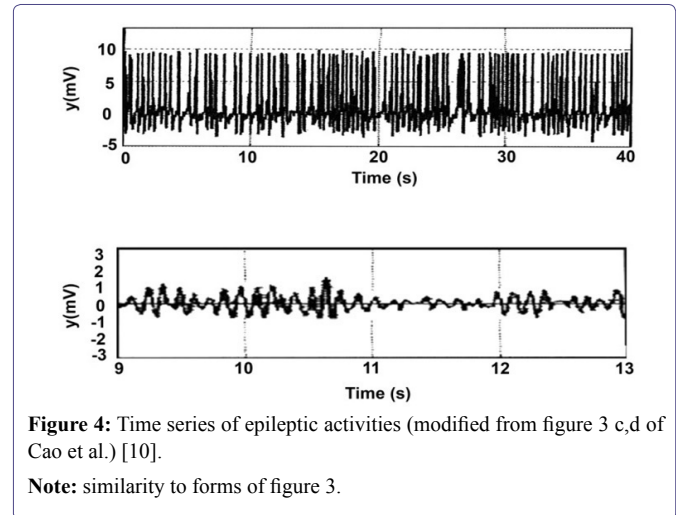 10
5
0
-5
y(mV)
0 10 20 30 40
Time (s)
3
2
1
0
-1
-2
-3
y(mV)
9 10 11 12 13
Time (s)
Figure 4: Time series of epileptic activities (modified from figure 3 c,d of
Cao et al.) [10].
Note: similarity to forms of figure 3.